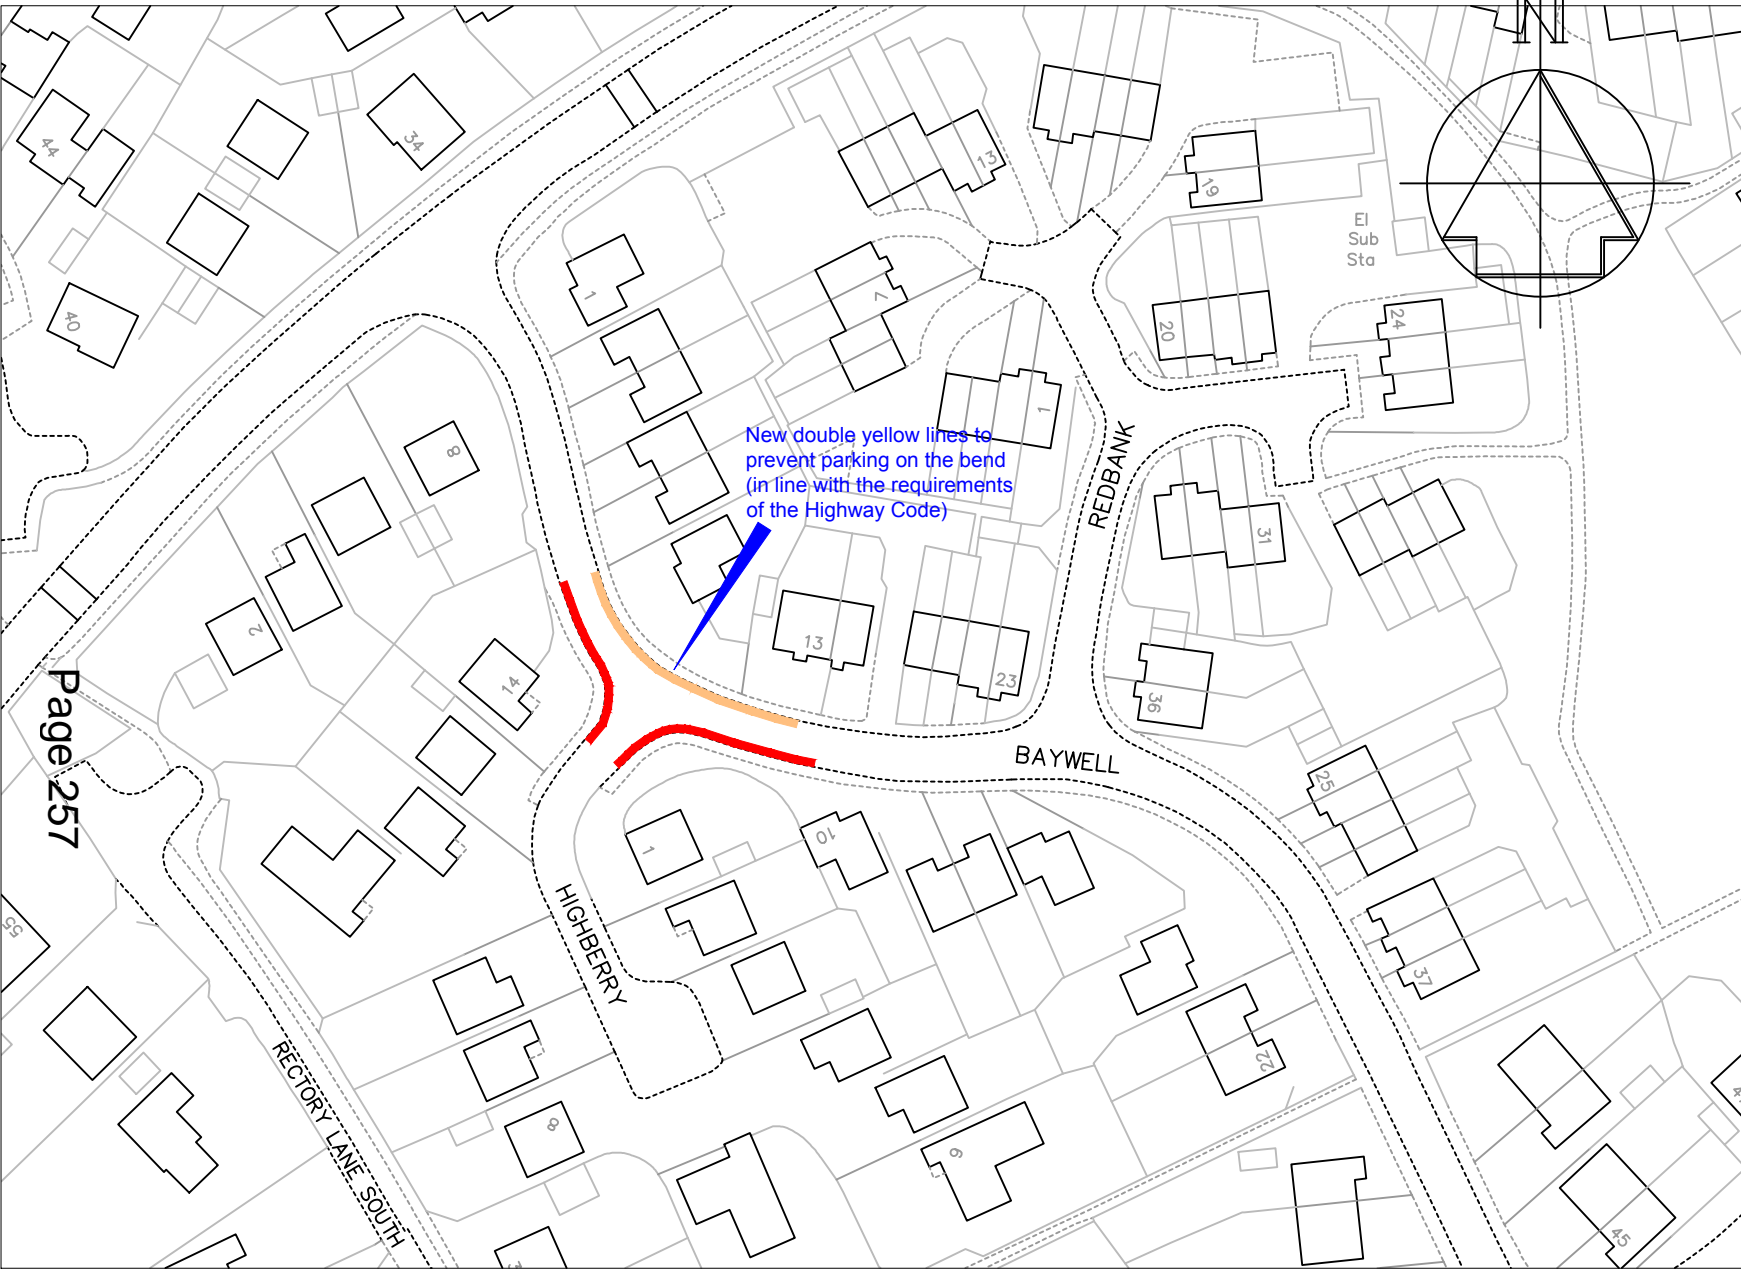 44
34
13
19
El
Sub
Sta
40
1
7
20
24
8
1
New double yellow lines to
prevent parking on the bend
(in line with the requirements
of the Highway Code)
REDBANK
31
2
14
13
23
36
Page 257
BAYWELL
25
1
10
HIGHBERRY
55
37
22
RECTORY LANE SOUTH
8
9
45